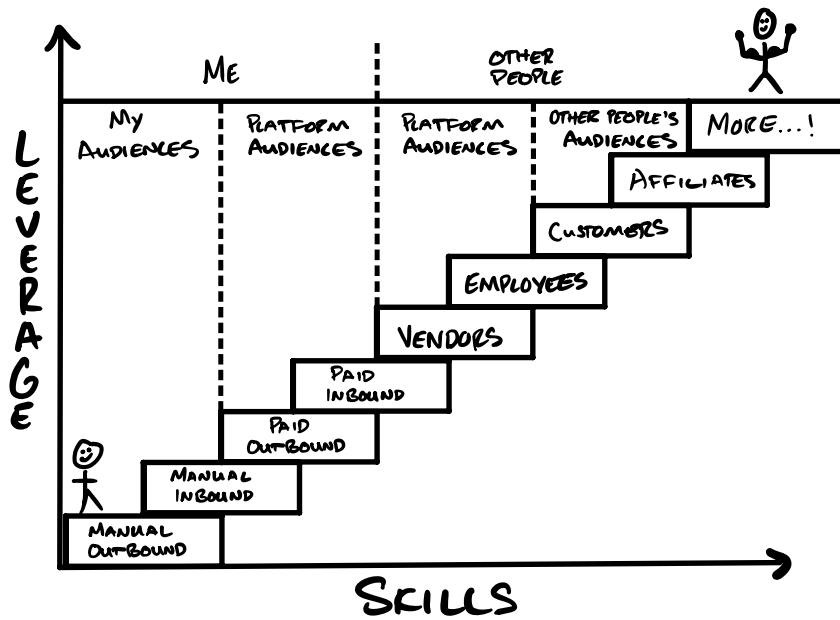 ME
OTHER
PEOPLE
MY
AUDIENCES
PLATFORM
AUDIENCES
PLATFORM
AUDIENCES
OTHER PEOPLE'S
AUDIENCES
MORE...!
AFFILIATES
CUSTOMERS
EMPLOYEES
VENDORS
PAID
INBOUND
PAID
OUTBOUND
MANUAL
INBOUND
MANUAL
OUTBOUND
LEVERAGE
SKILLS